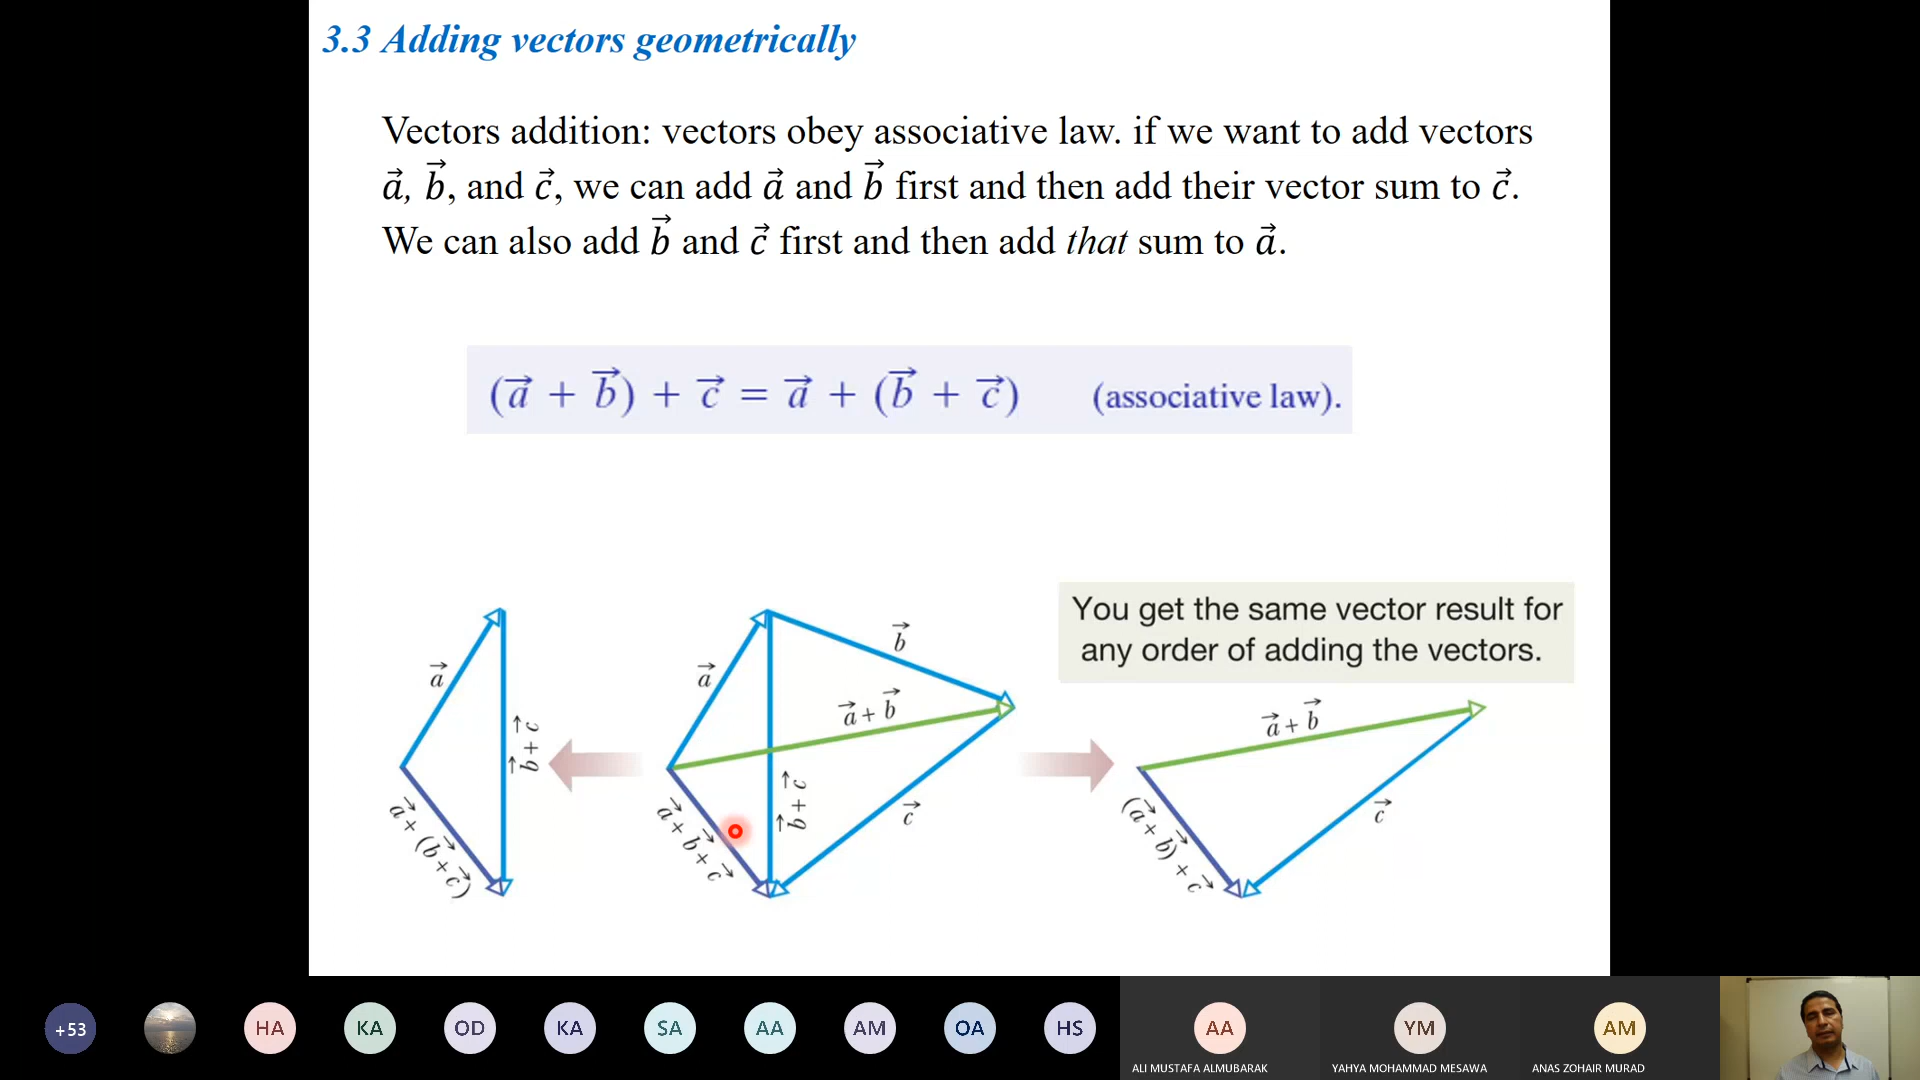 3.3 Adding vectors geometrically
Vectors addition: vectors obey associative law. if we want to add vectors
a⃗, b⃗, and c⃗, we can add a⃗ and b⃗ first and then add their vector sum to c⃗.
We can also add b⃗ and c⃗ first and then add that sum to a⃗.
(a⃗ + b⃗) + c⃗ = a⃗ + (b⃗ + c⃗) (associative law).
You get the same vector result for
any order of adding the vectors.
a⃗
b⃗ + c⃗
a⃗ + (b⃗ + c⃗)
a⃗
b⃗
a⃗ + b⃗
b⃗ + c⃗
a⃗ + b⃗ + c⃗
c⃗
a⃗ + b⃗
(a⃗ + b⃗) + c⃗
c⃗
+53
HA
KA
OD
KA
SA
AA
AM
OA
HS
AA
YM
AM
ALI MUSTAFA ALMUBARAK
YAHYA MOHAMMAD MESAWA
ANAS ZOHAIR MURAD